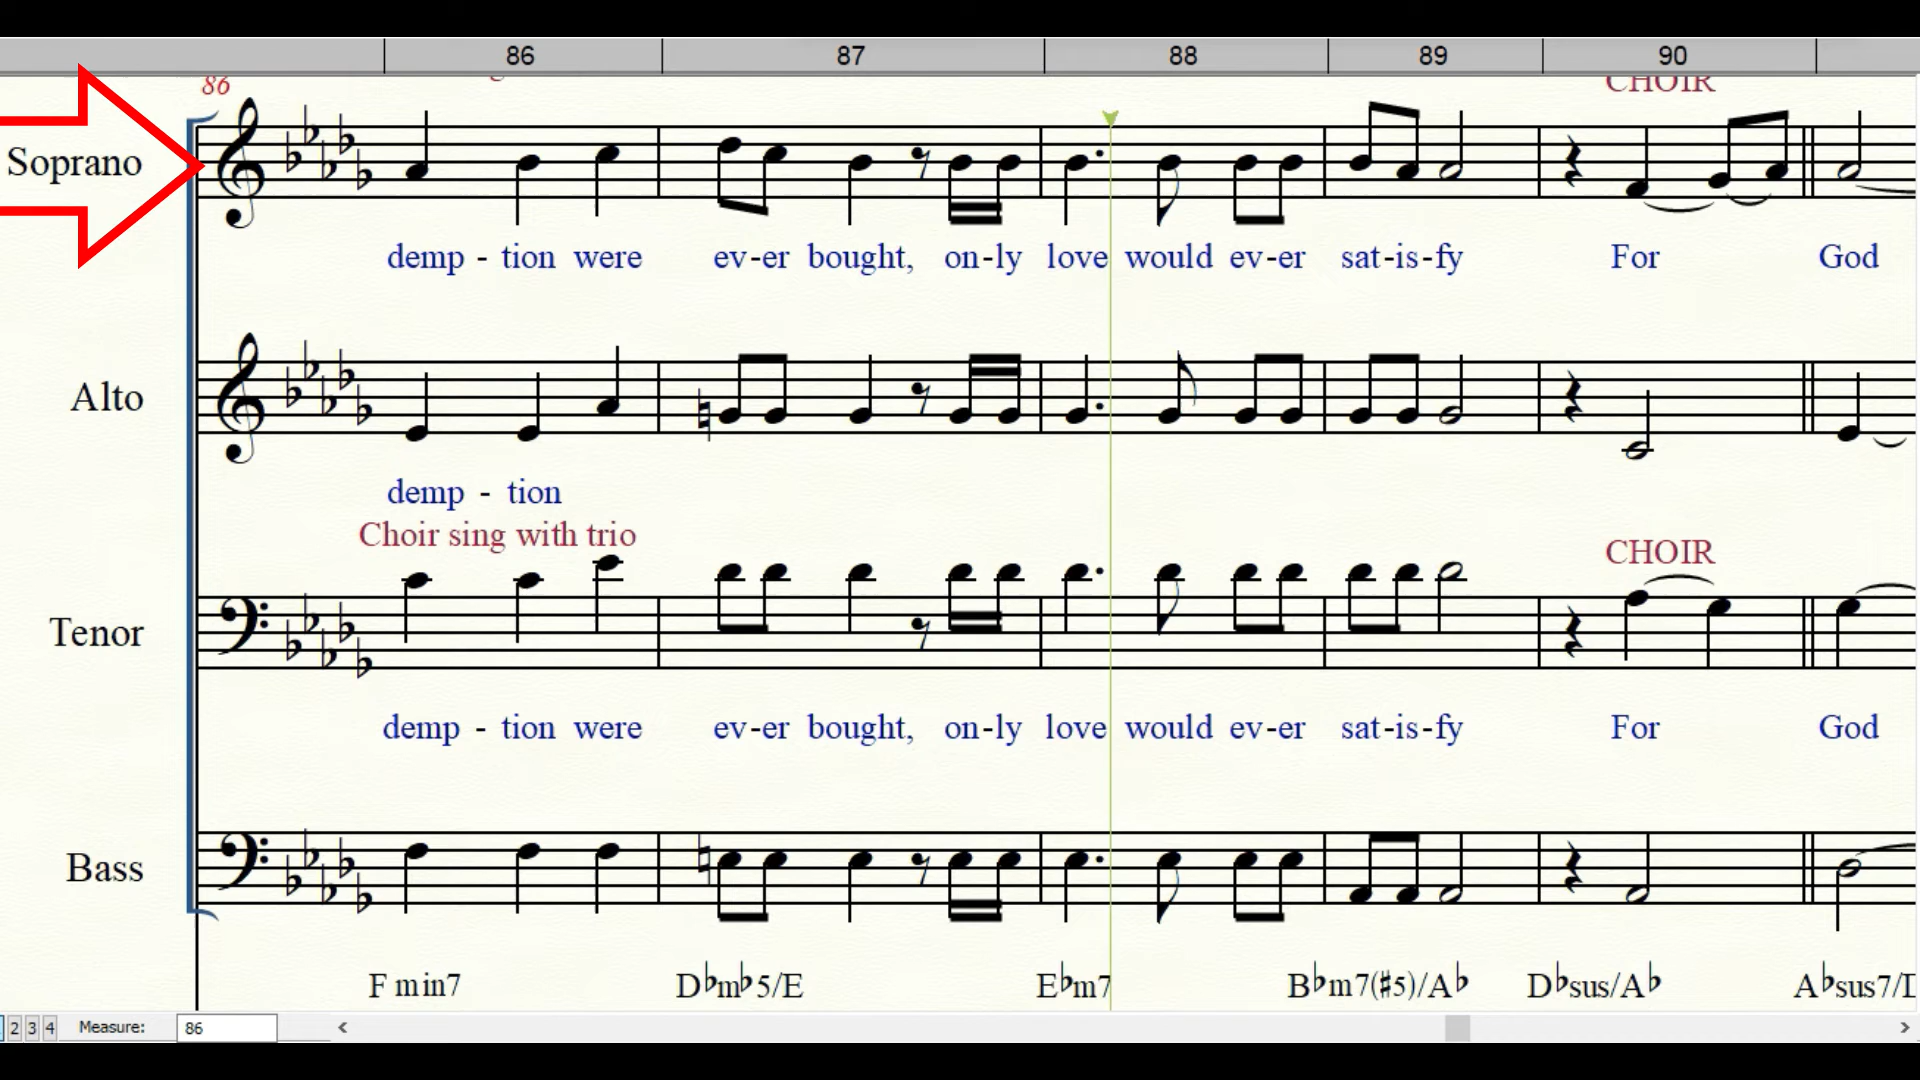 86 87 88 89 90
86 CHOIR
Soprano
demp - tion were ev-er bought, on-ly love would ev-er sat-is-fy For God
Alto
demp - tion
Choir sing with trio
CHOIR
Tenor
demp - tion were ev-er bought, on-ly love would ev-er sat-is-fy For God
Bass
F min7 D♭m♭5/E E♭m7 B♭m7(♯5)/A♭ D♭sus/A♭ A♭sus7/
2 3 4 Measure: 86